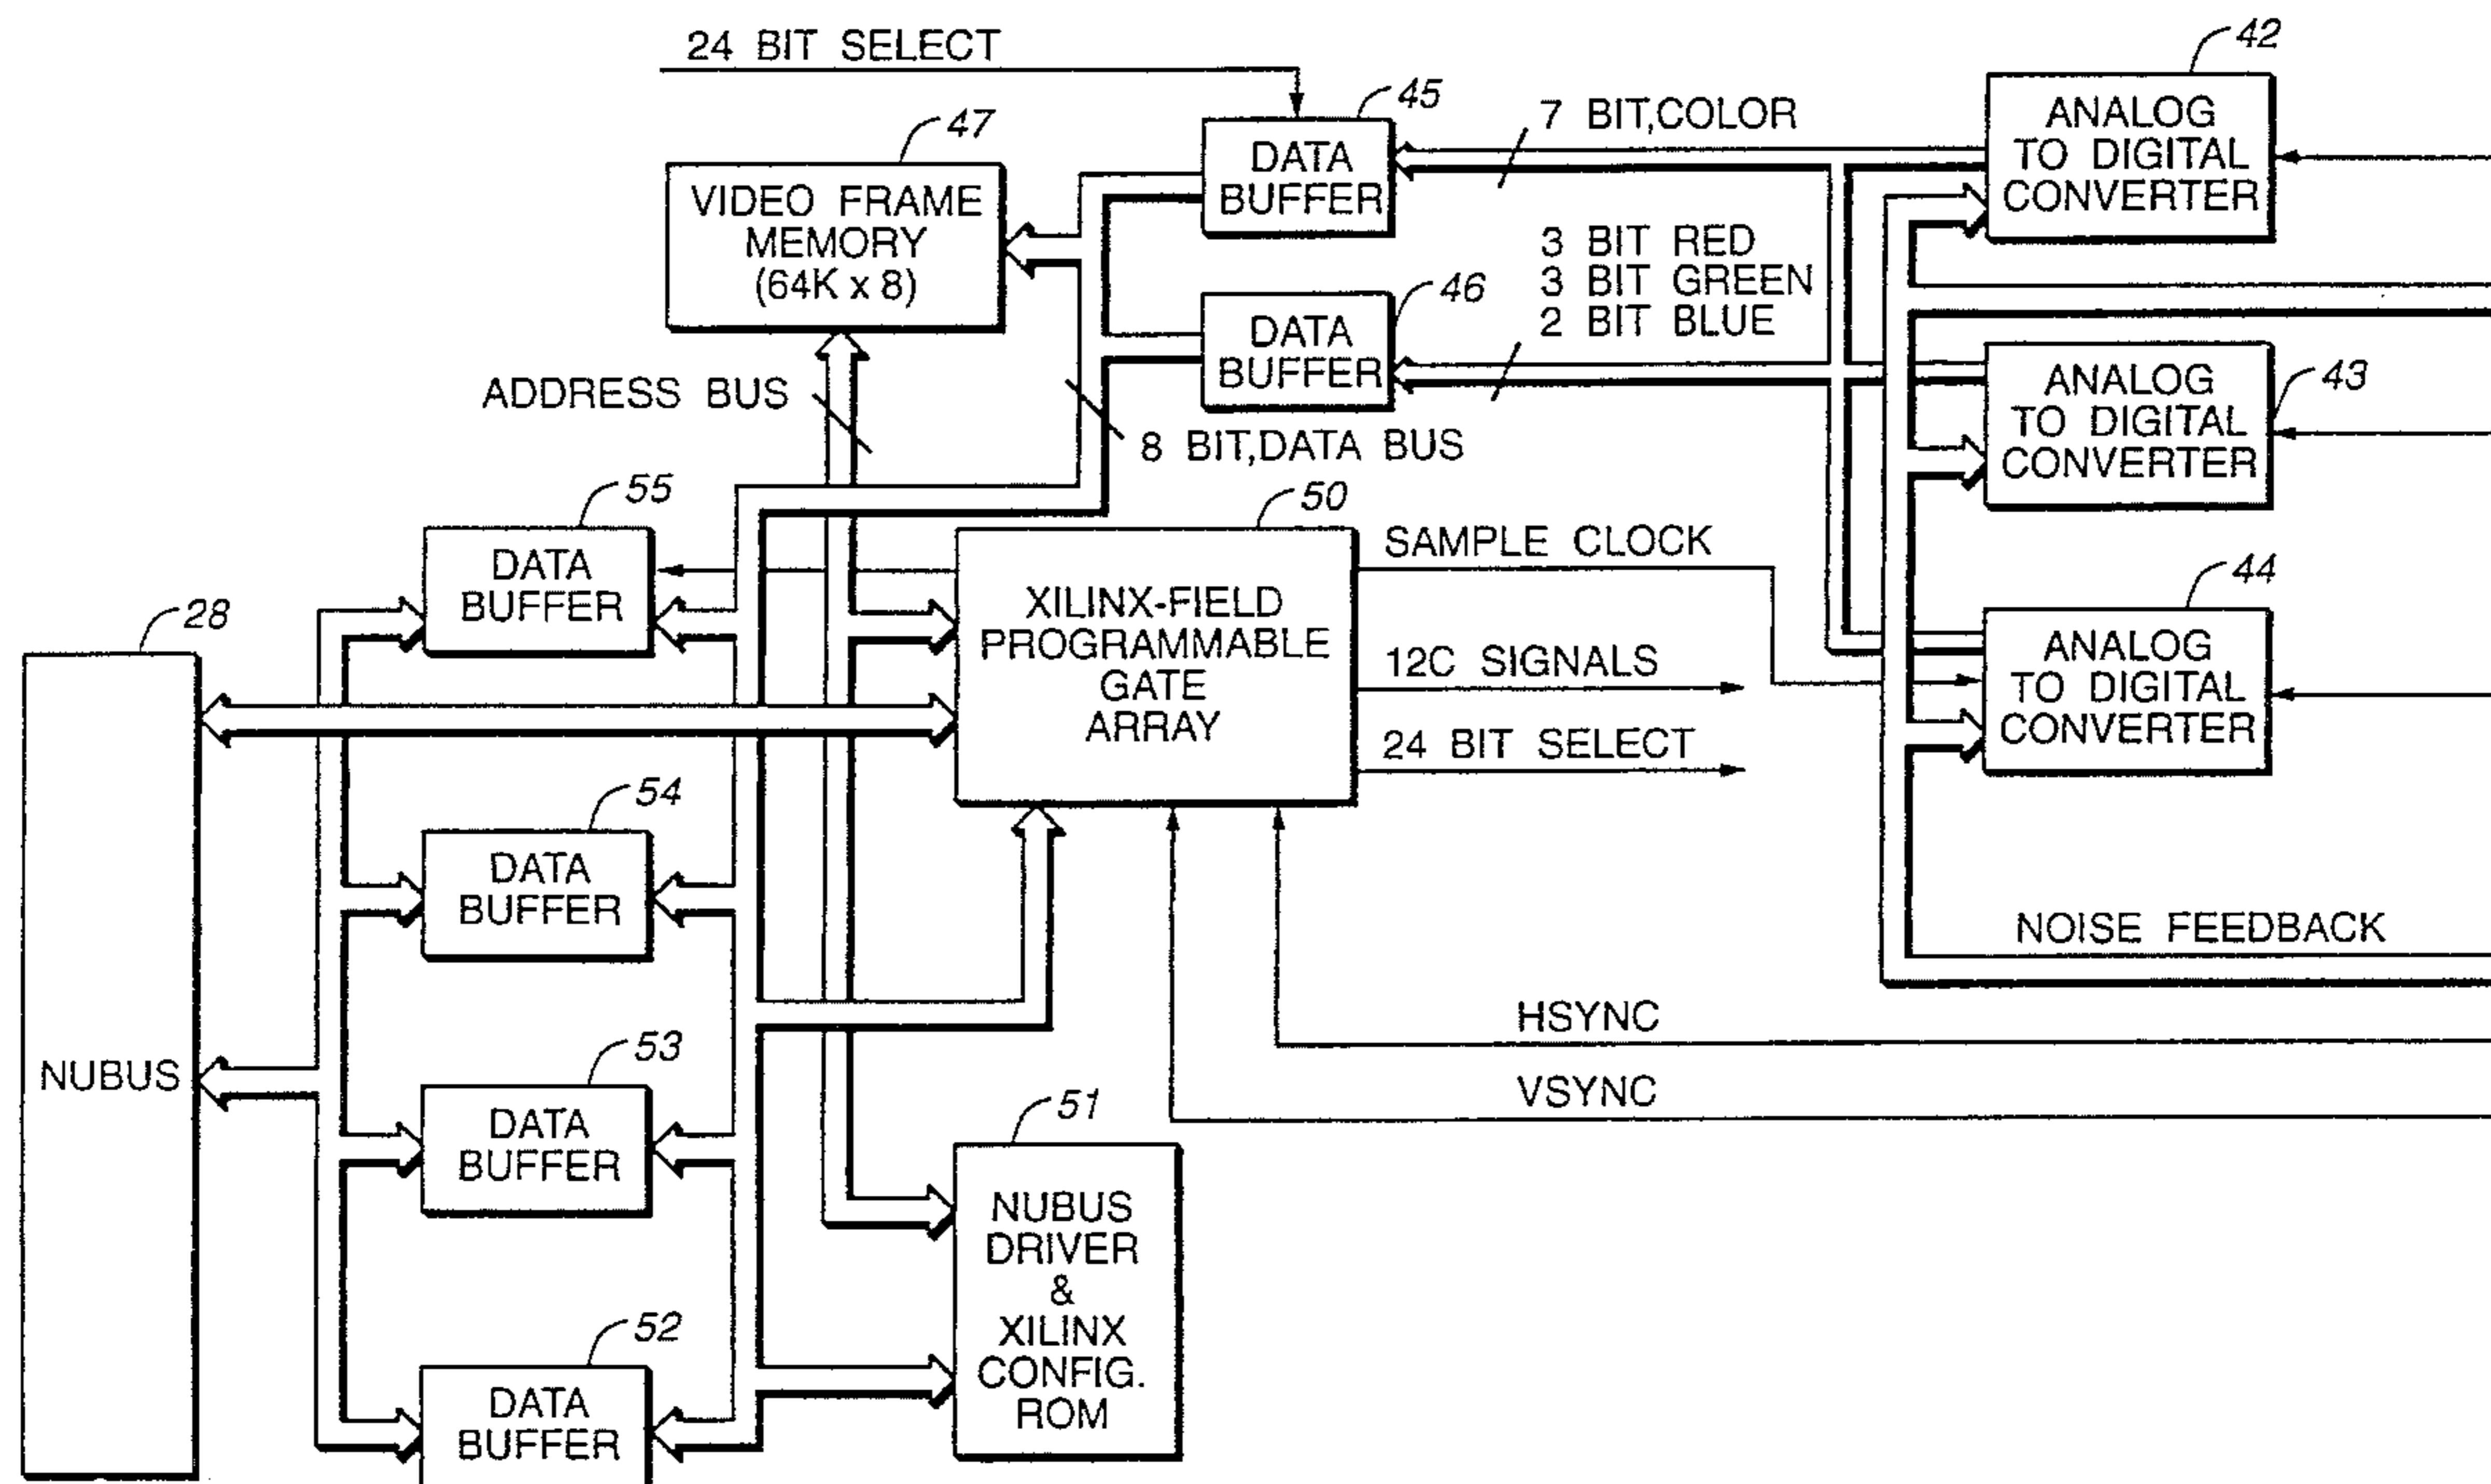 24 BIT SELECT
42
45
7 BIT,COLOR
ANALOG
TO DIGITAL
CONVERTER
47
DATA
BUFFER
VIDEO FRAME
MEMORY
(64K x 8)
3 BIT RED
3 BIT GREEN
2 BIT BLUE
46
DATA
BUFFER
43
ANALOG
TO DIGITAL
CONVERTER
ADDRESS BUS
8 BIT,DATA BUS
55
50
DATA
BUFFER
SAMPLE CLOCK
44
28
XILINX-FIELD
PROGRAMMABLE
GATE
ARRAY
12C SIGNALS
ANALOG
TO DIGITAL
CONVERTER
24 BIT SELECT
54
DATA
BUFFER
NOISE FEEDBACK
HSYNC
53
NUBUS
VSYNC
51
DATA
BUFFER
NUBUS
DRIVER
&
XILINX
CONFIG.
ROM
52
DATA
BUFFER